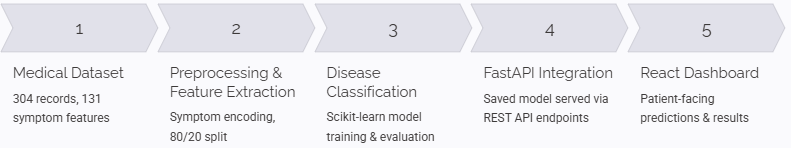 1
2
3
4
5
Medical Dataset
304 records, 131
symptom features
Preprocessing &
Feature Extraction
Symptom encoding,
80/20 split
Disease
Classification
Scikit-learn model
training & evaluation
FastAPI Integration
Saved model served via
REST API endpoints
React Dashboard
Patient-facing
predictions & results